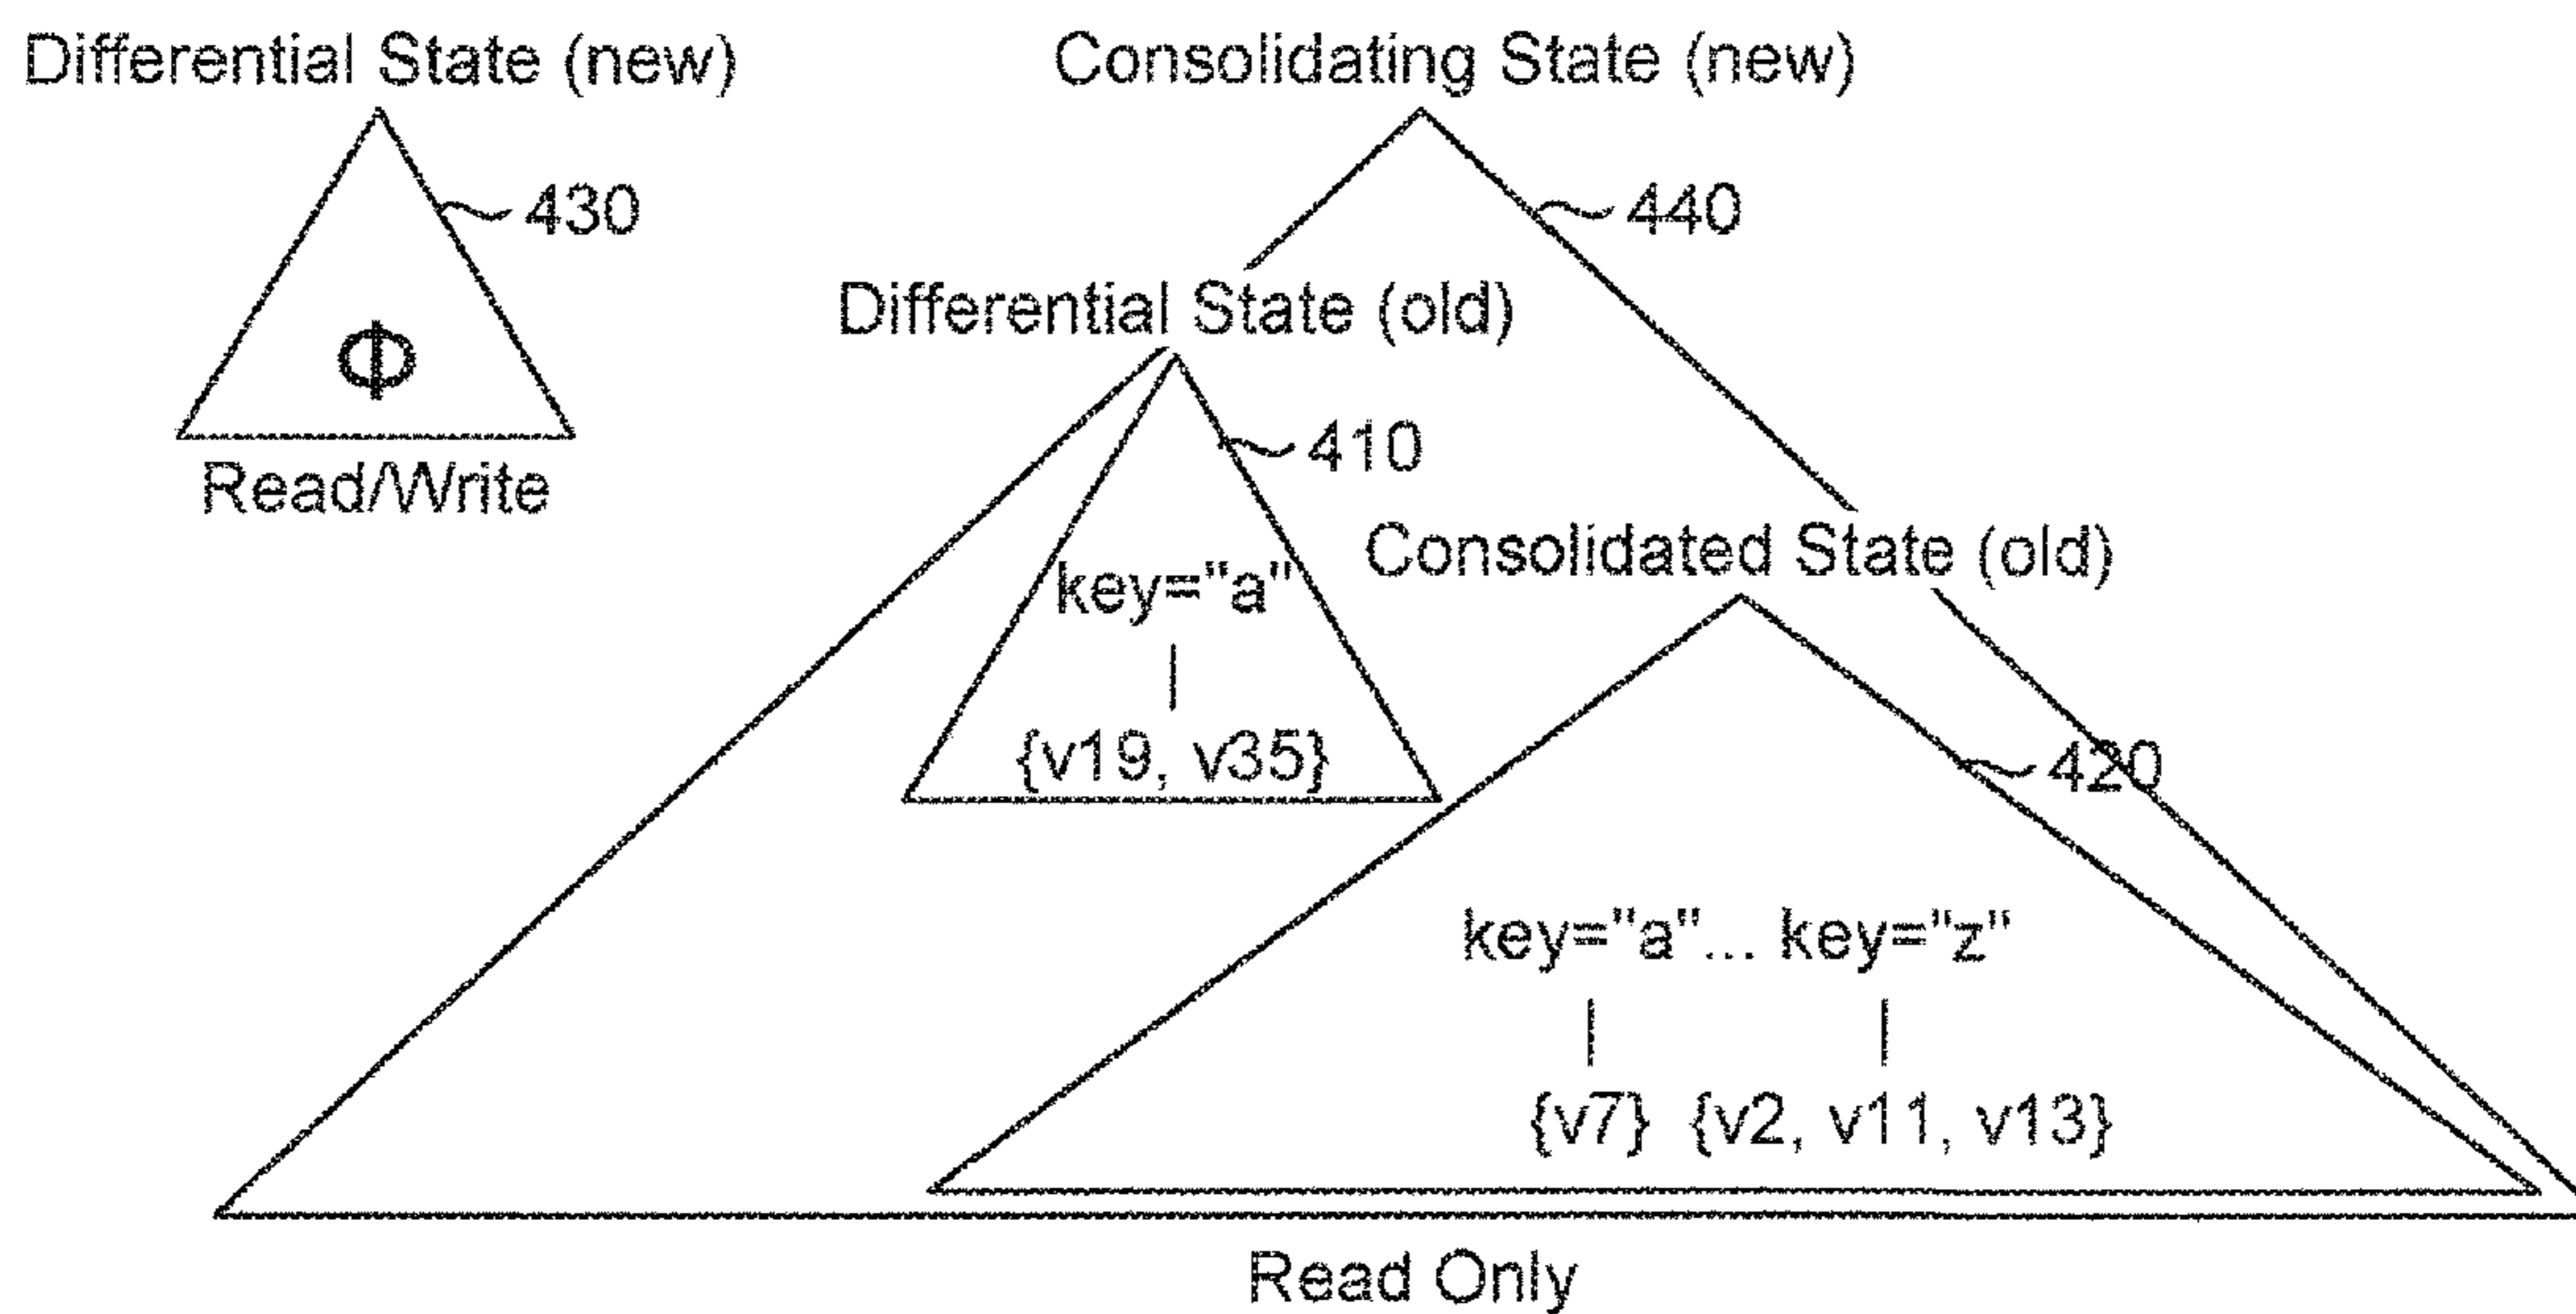 Differential State (new)
430
Φ
Read/Write
Consolidating State (new)
440
Differential State (old)
410
key="a"
{v19, v35}
Consolidated State (old)
420
key="a"... key="z"
{v7} {v2, v11, v13}
Read Only